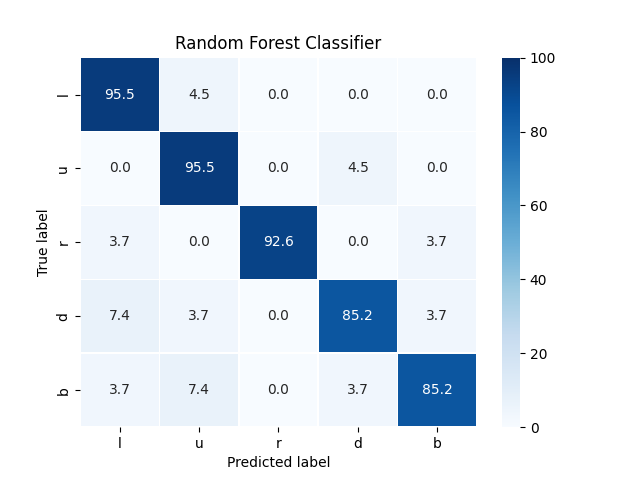 Random Forest Classifier
True label
l 95.5 4.5 0.0 0.0 0.0
u 0.0 95.5 0.0 4.5 0.0
r 3.7 0.0 92.6 0.0 3.7
d 7.4 3.7 0.0 85.2 3.7
b 3.7 7.4 0.0 3.7 85.2
l u r d b
Predicted label
100
80
60
40
20
0